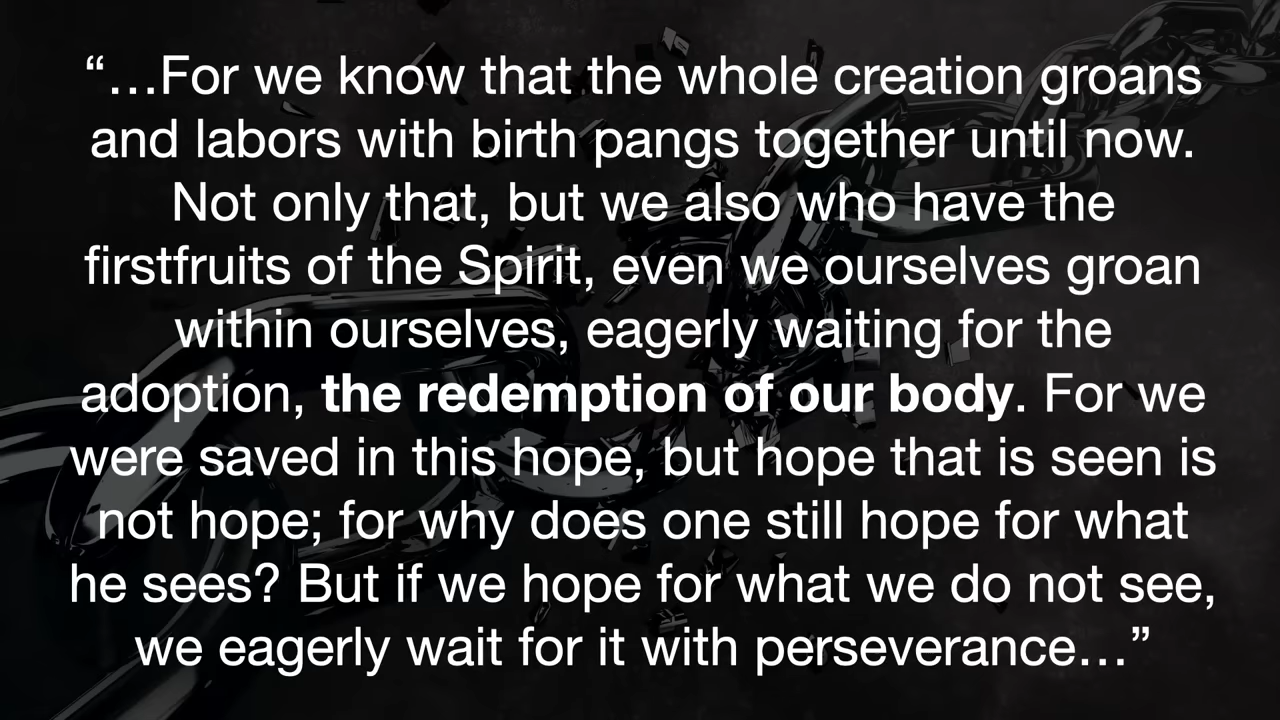 “…For we know that the whole creation groans
and labors with birth pangs together until now.
Not only that, but we also who have the
firstfruits of the Spirit, even we ourselves groan
within ourselves, eagerly waiting for the
adoption, the redemption of our body. For we
were saved in this hope, but hope that is seen is
not hope; for why does one still hope for what
he sees? But if we hope for what we do not see,
we eagerly wait for it with perseverance…”